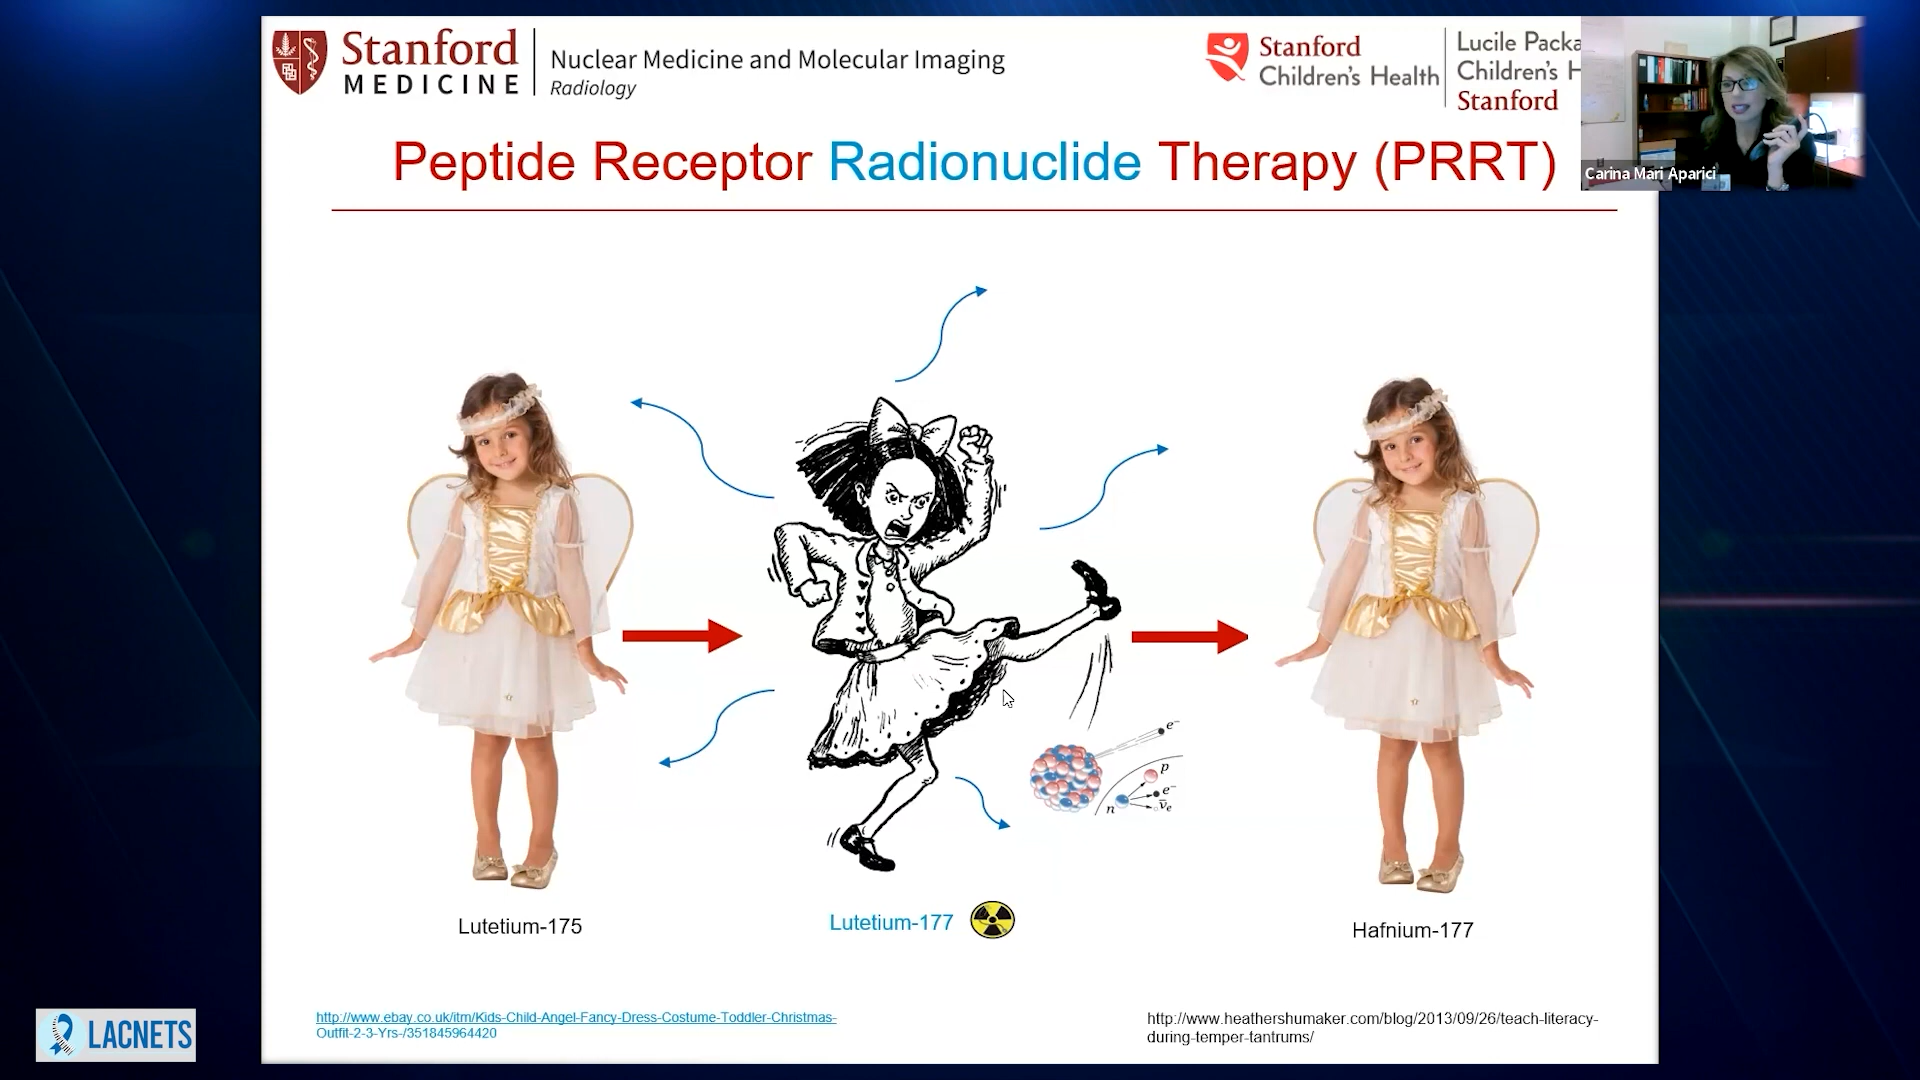 Stanford
MEDICINE
Nuclear Medicine and Molecular Imaging
Radiology
Stanford
Children's Health
Lucile Packa
Children's H
Stanford
Carina Mari Aparici
Peptide Receptor Radionuclide Therapy (PRRT)
e⁻
p
e⁻
n
ν̅e
Lutetium-175
Lutetium-177
Hafnium-177
http://www.ebay.co.uk/itm/Kids-Child-Angel-Fancy-Dress-Costume-Toddler-Christmas-
Outfit-2-3-Yrs-/351845964420
http://www.heathershumaker.com/blog/2013/09/26/teach-literacy-
during-temper-tantrums/
LACNETS